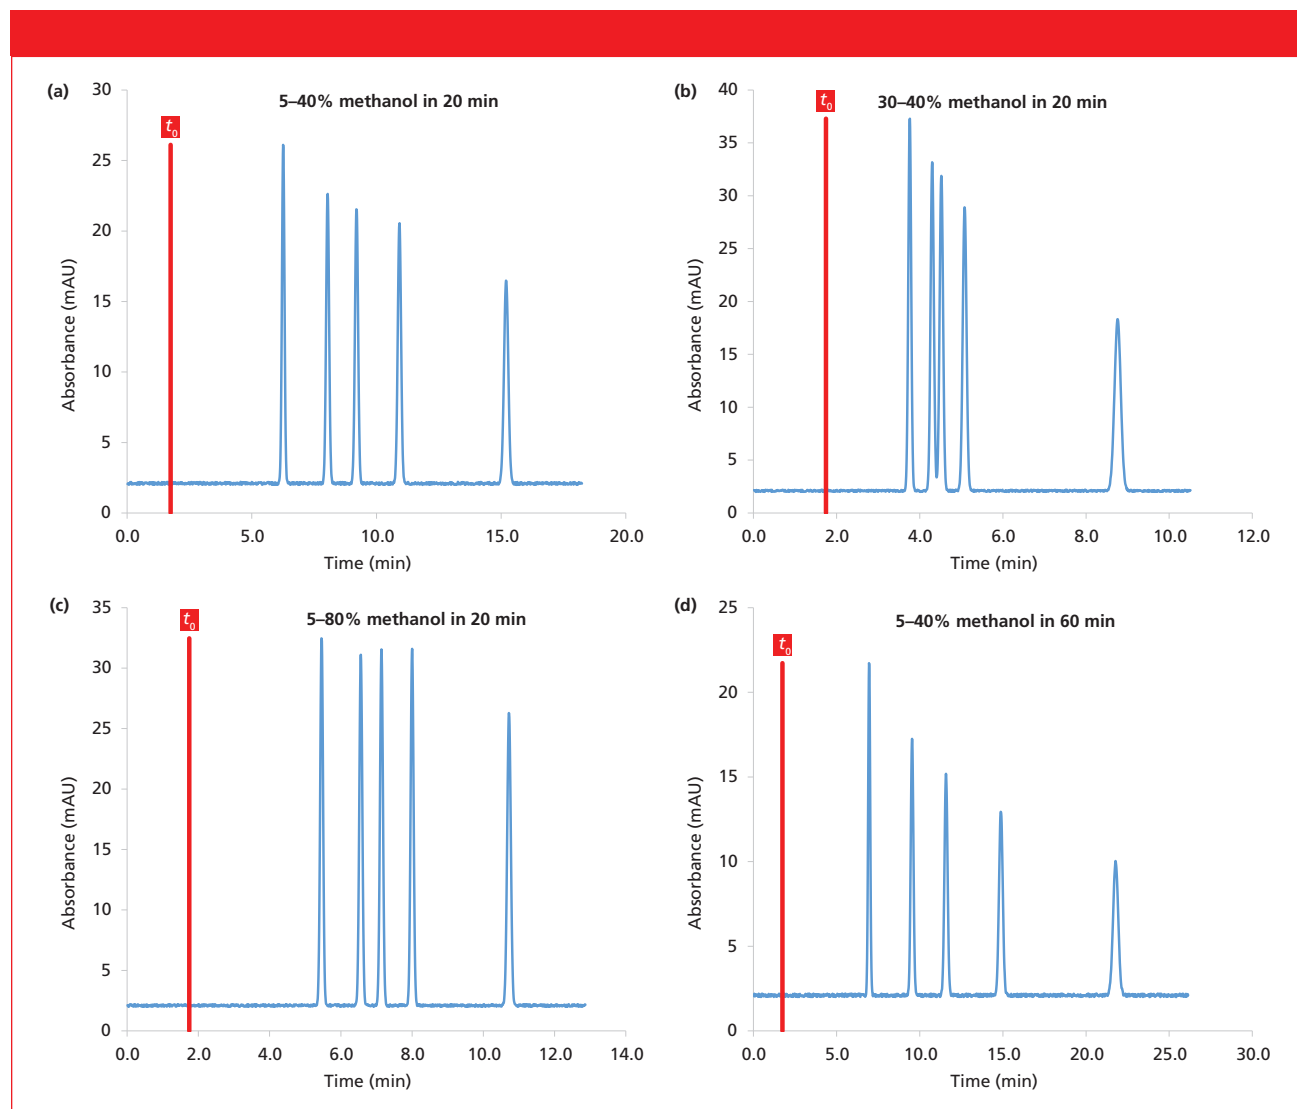 (a)
5–40% methanol in 20 min
t0
30
25
20
15
10
5
0
Absorbance (mAU)
0.0 5.0 10.0 15.0 20.0
Time (min)
(b)
30–40% methanol in 20 min
t0
40
35
30
25
20
15
10
5
0
Absorbance (mAU)
0.0 2.0 4.0 6.0 8.0 10.0 12.0
Time (min)
(c)
5–80% methanol in 20 min
t0
35
30
25
20
15
10
5
0
Absorbance (mAU)
0.0 2.0 4.0 6.0 8.0 10.0 12.0 14.0
Time (min)
(d)
5–40% methanol in 60 min
t0
25
20
15
10
5
0
Absorbance (mAU)
0.0 5.0 10.0 15.0 20.0 25.0 30.0
Time (min)